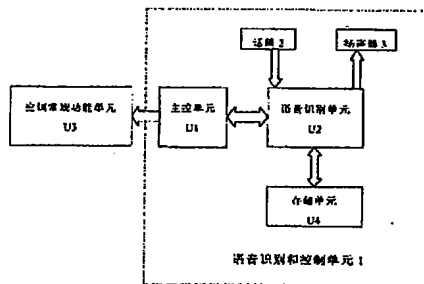 话筒 2
扬声器 3
空调常规功能单元
U3
主控单元
U1
语音识别单元
U2
存储单元
U4
语音识别和控制单元 1